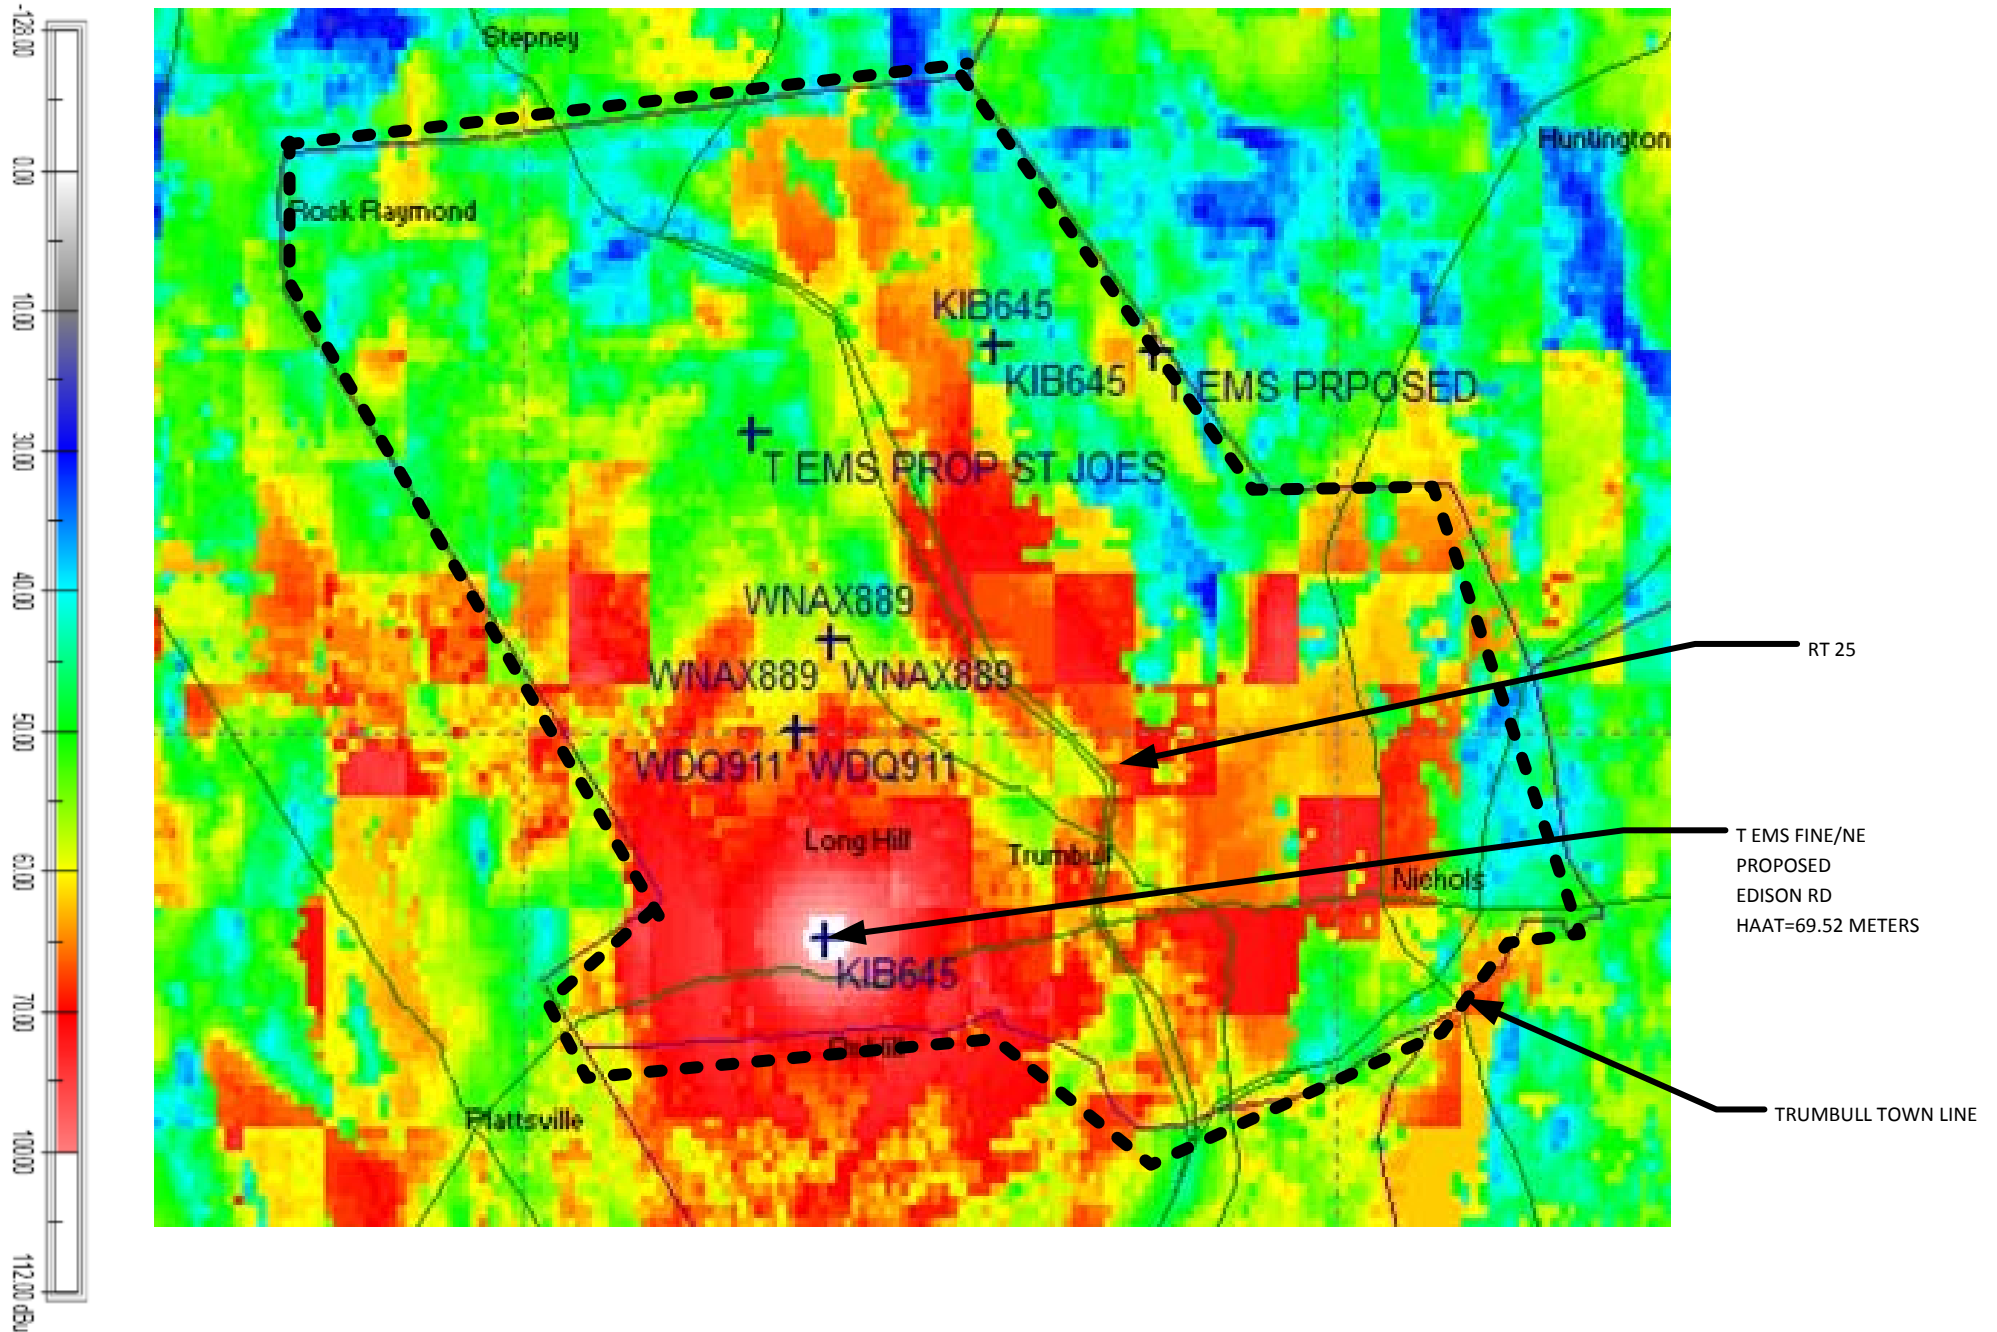 -128.00
0.00
10.00
30.00
40.00
50.00
60.00
70.00
100.00
112.00 dBu
Stepney
Huntington
Rock Raymond
KIB645
KIB645
T EMS PRPOSED
T EMS PROP ST JOES
WNAX889
WNAX889 WNAX889
WDQ911 WDQ911
Long Hill
Trumbull
Nichols
KIB645
Plattsville
RT 25
T EMS FINE/NE
PROPOSED
EDISON RD
HAAT=69.52 METERS
TRUMBULL TOWN LINE